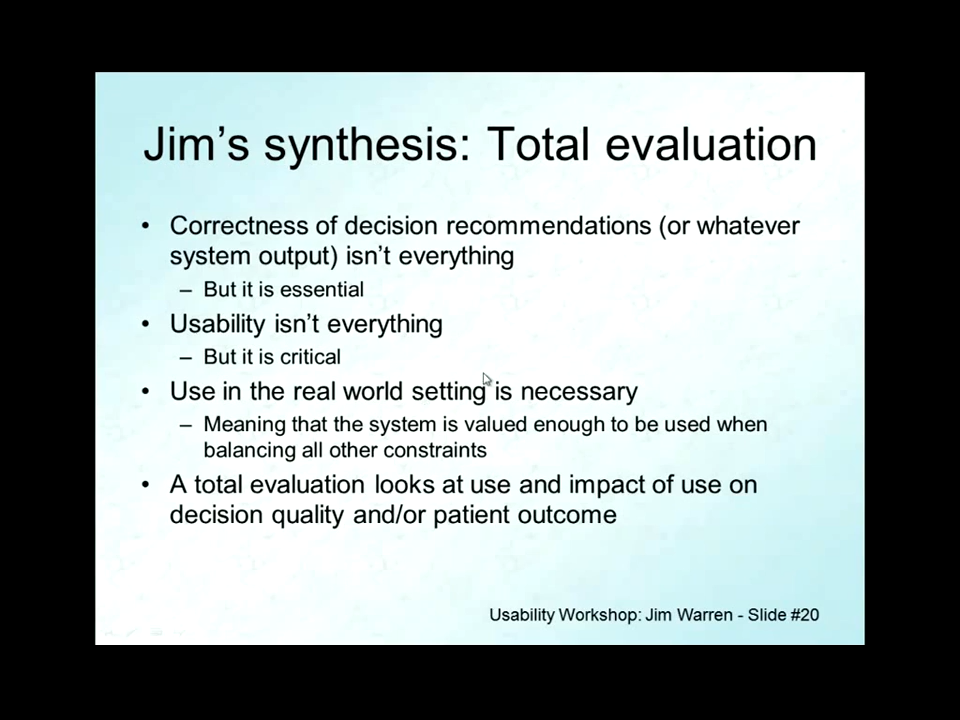 Jim’s synthesis: Total evaluation
• Correctness of decision recommendations (or whatever
system output) isn’t everything
– But it is essential
• Usability isn’t everything
– But it is critical
• Use in the real world setting is necessary
– Meaning that the system is valued enough to be used when
balancing all other constraints
• A total evaluation looks at use and impact of use on
decision quality and/or patient outcome
Usability Workshop: Jim Warren - Slide #20